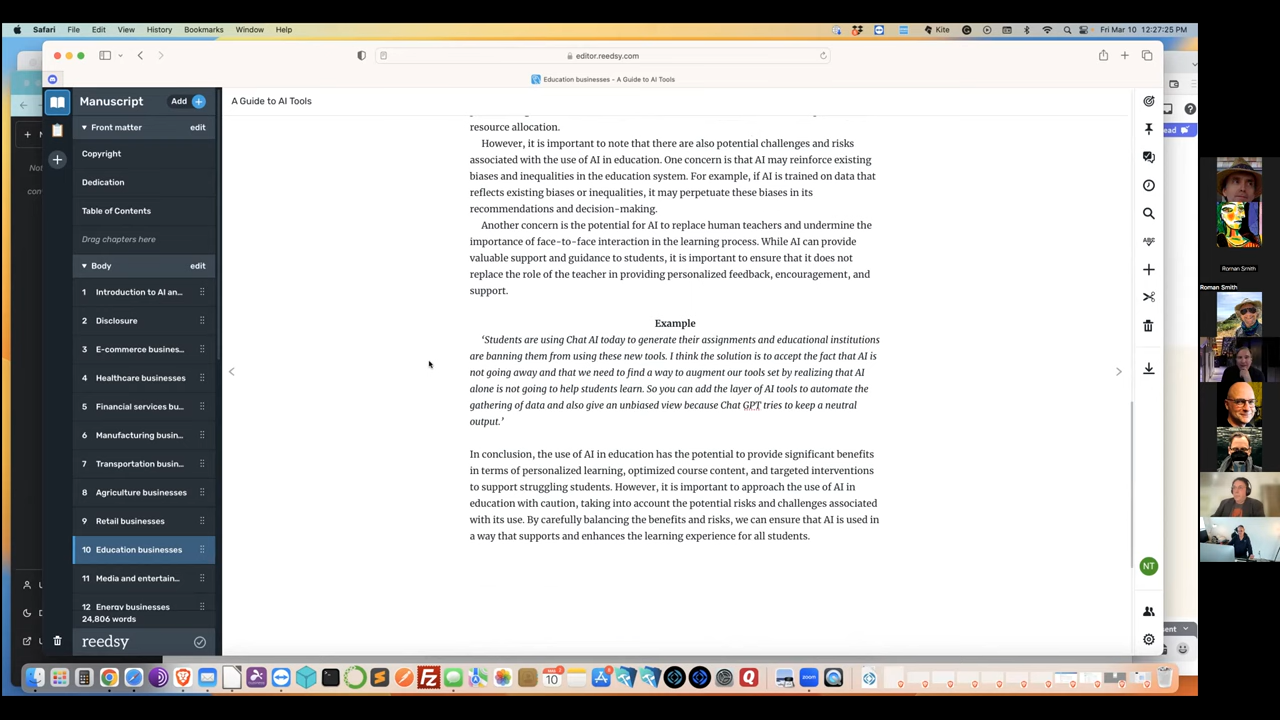 Safari File Edit View History Bookmarks Window Help
Kite
Fri Mar 10 12:27:25 PM
editor.reedsy.com
Education businesses - A Guide to AI Tools
Manuscript
Add
A Guide to AI Tools
Front matter
edit
Copyright
Dedication
Table of Contents
Drag chapters here
Body
edit
1 Introduction to AI an...
2 Disclosure
3 E-commerce busines...
4 Healthcare businesses
5 Financial services bu...
6 Manufacturing busin...
7 Transportation busin...
8 Agriculture businesses
9 Retail businesses
10 Education businesses
11 Media and entertain...
12 Energy businesses
24,806 words
reedsy
resource allocation.
However, it is important to note that there are also potential challenges and risks
associated with the use of AI in education. One concern is that AI may reinforce existing
biases and inequalities in the education system. For example, if AI is trained on data that
reflects existing biases or inequalities, it may perpetuate these biases in its
recommendations and decision-making.
Another concern is the potential for AI to replace human teachers and undermine the
importance of face-to-face interaction in the learning process. While AI can provide
valuable support and guidance to students, it is important to ensure that it does not
replace the role of the teacher in providing personalized feedback, encouragement, and
support.
Example
‘Students are using Chat AI today to generate their assignments and educational institutions
are banning them from using these new tools. I think the solution is to accept the fact that AI is
not going away and that we need to find a way to augment our tools set by realizing that AI
alone is not going to help students learn. So you can add the layer of AI tools to automate the
gathering of data and also give an unbiased view because Chat GPT tries to keep a neutral
output.’
In conclusion, the use of AI in education has the potential to provide significant benefits
in terms of personalized learning, optimized course content, and targeted interventions
to support struggling students. However, it is important to approach the use of AI in
education with caution, taking into account the potential risks and challenges associated
with its use. By carefully balancing the benefits and risks, we can ensure that AI is used in
a way that supports and enhances the learning experience for all students.
ABC
NT
Roman Smith
Roman Smith